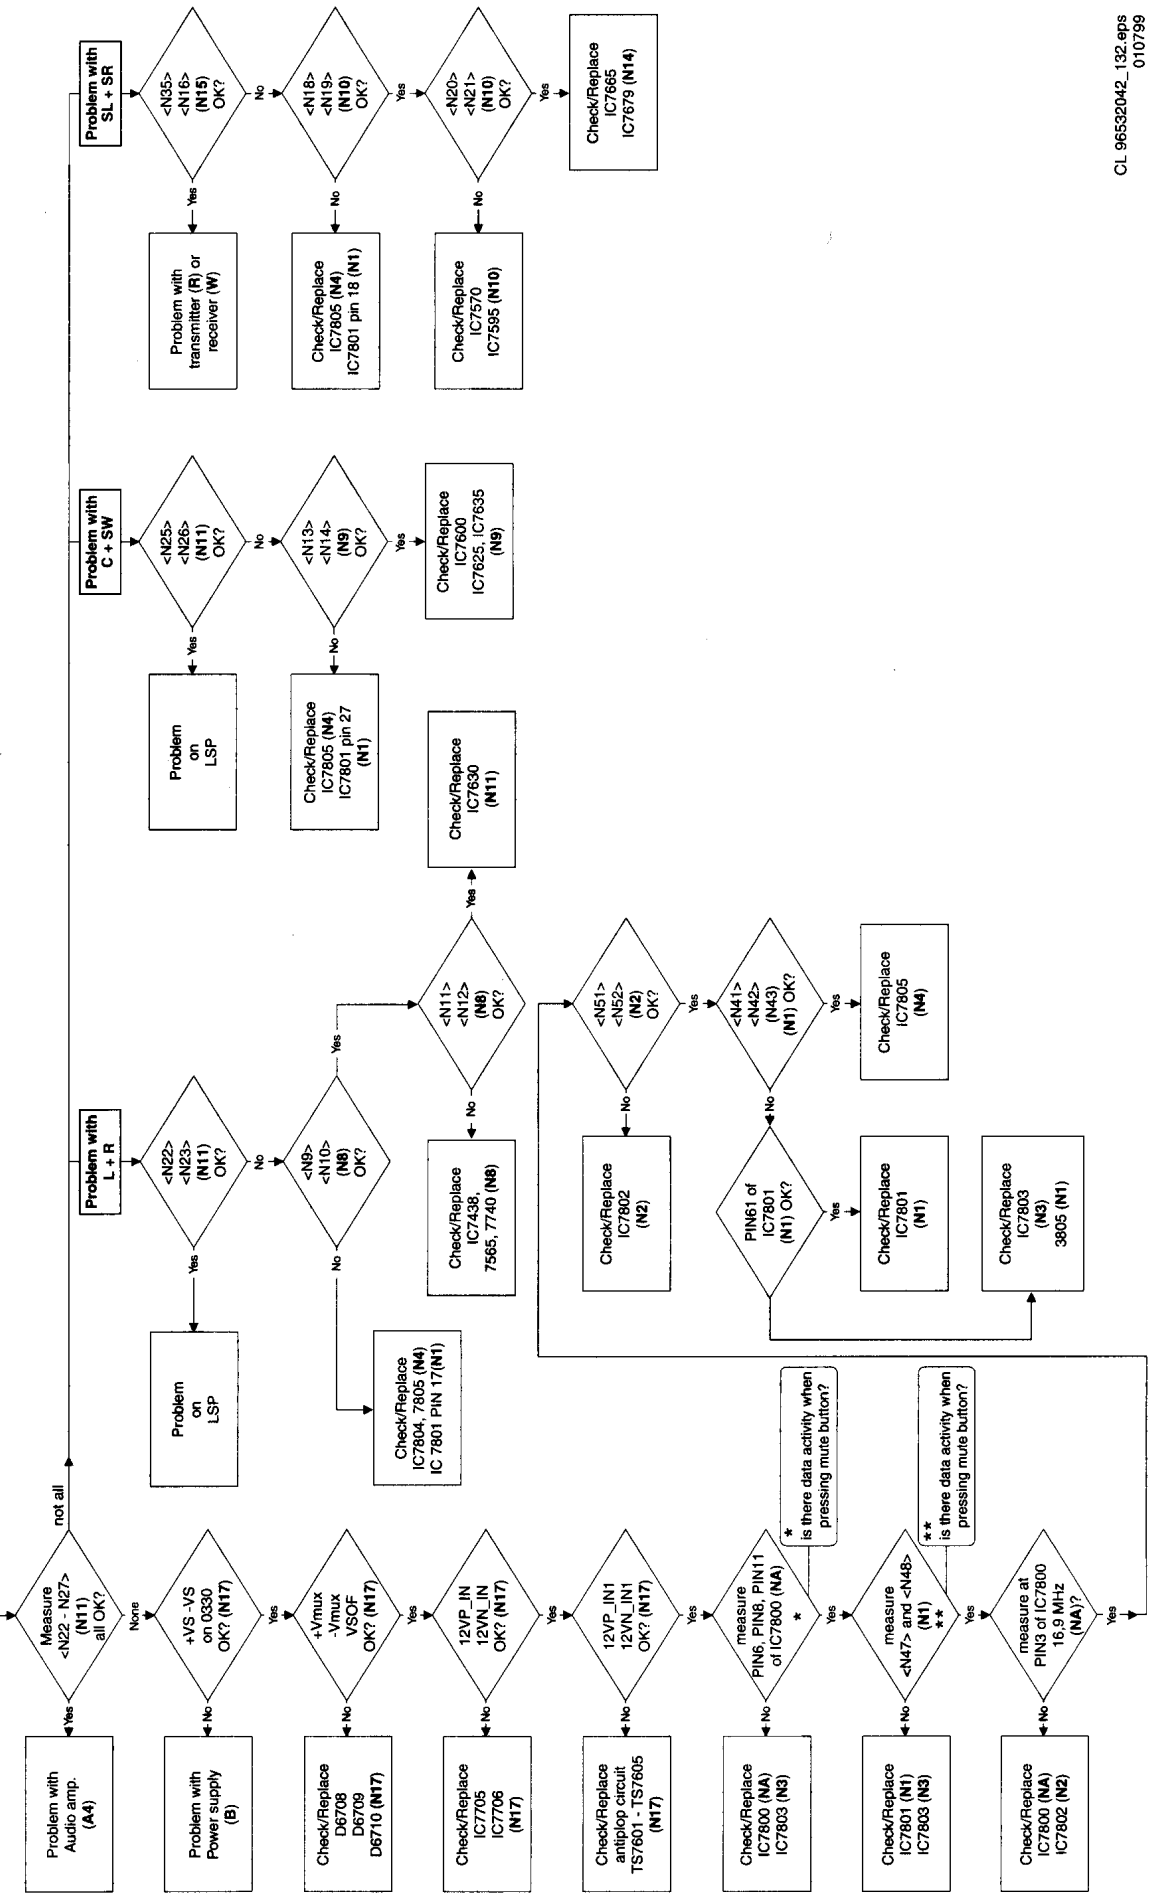 Measure
<N22 - N27>
(N11)
all OK?
not all
Yes
Problem with
Audio amp.
(A4)
None
+VS -VS
on 0330
OK? (N17)
No
Problem with
Power supply
(B)
Yes
+Vmux
-Vmux
VSOF
OK? (N17)
No
Check/Replace
D6708
D6709
D6710 (N17)
Yes
12VP_IN
12VN_IN
OK? (N17)
No
Check/Replace
IC7705
IC7706
(N17)
Yes
12VP_IN1
12VN_IN1
OK? (N17)
No
Check/Replace
antiplop circuit
TS7601 - TS7605
(N17)
Yes
measure
PIN6, PIN8, PIN11
of IC7800 (NA)
*
*
is there data activity when
pressing mute button?
No
Check/Replace
IC7800 (NA)
IC7803 (N3)
Yes
measure
<N47> and <N48>
(N1)
**
**
is there data activity when
pressing mute button?
No
Check/Replace
IC7801 (N1)
IC7803 (N3)
Yes
measure at
PIN3 of IC7800
16,9 MHz
(NA)?
No
Check/Replace
IC7800 (NA)
IC7802 (N2)
Yes
Problem with
L + R
<N22>
<N23>
(N11)
OK?
Yes
Problem
on
LSP
No
<N9>
<N10>
(N8)
OK?
No
Check/Replace
IC7804, 7805 (N4)
IC 7801 PIN 17(N1)
Yes
<N11>
<N12>
(N8)
OK?
No
Check/Replace
IC7438,
7565, 7740 (N8)
Yes
Check/Replace
IC7630
(N11)
<N51>
<N52>
(N2)
OK?
No
Check/Replace
IC7802
(N2)
Yes
<N41>
<N42>
(N43)
(N1) OK?
No
PIN61 of
IC7801
(N1) OK?
Yes
Check/Replace
IC7801
(N1)
Check/Replace
IC7803
(N3)
3805 (N1)
Yes
Check/Replace
IC7805
(N4)
Problem with
C + SW
<N25>
<N26>
(N11)
OK?
Yes
Problem
on
LSP
No
<N13>
<N14>
(N9)
OK?
No
Check/Replace
IC7805 (N4)
IC7801 pin 27
(N1)
Yes
Check/Replace
IC7600
IC7625, IC7635
(N9)
Problem with
SL + SR
<N35>
<N16>
(N15)
OK?
Yes
Problem with
transmitter (R) or
receiver (W)
No
<N18>
<N19>
(N10)
OK?
No
Check/Replace
IC7805 (N4)
IC7801 pin 18 (N1)
Yes
<N20>
<N21>
(N10)
OK?
No
Check/Replace
IC7570
IC7595 (N10)
Yes
Check/Replace
IC7665
IC7679 (N14)
CL 96532042_132.eps
010799